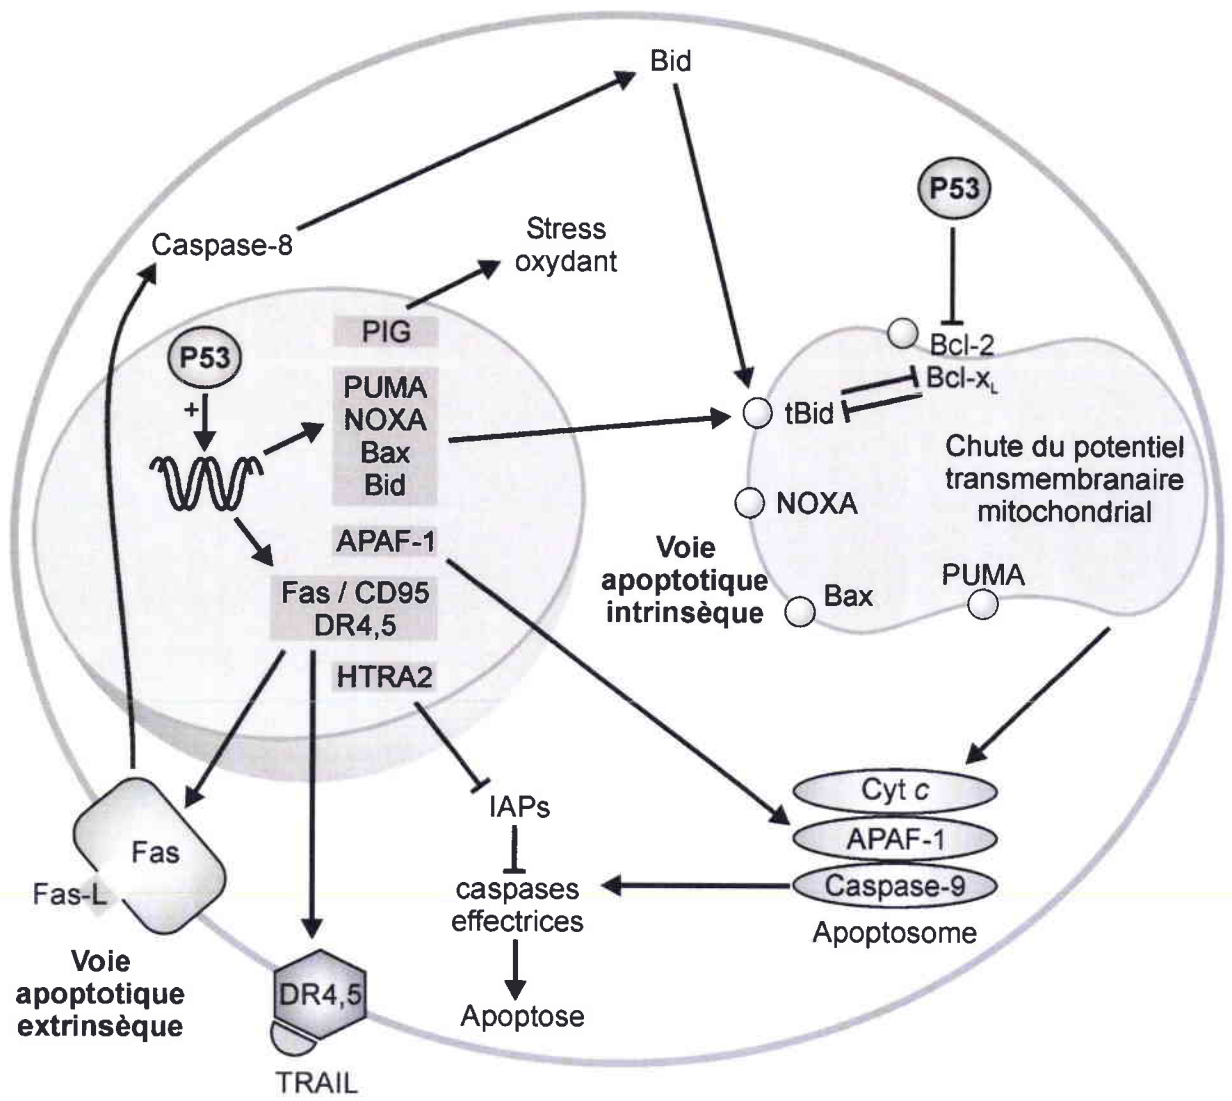 Bid
P53
Caspase-8
Stress
oxydant
PIG
P53
+
Bcl-2
Bcl-xL
PUMA
NOXA
Bax
Bid
tBid
Chute du potentiel
transmembranaire
mitochondrial
NOXA
APAF-1
Voie
apoptotique
intrinsèque
PUMA
Bax
Fas / CD95
DR4,5
HTRA2
Cyt c
IAPs
APAF-1
Fas
Fas-L
caspases
effectrices
Caspase-9
Apoptosome
Voie
apoptotique
extrinsèque
DR4,5
Apoptose
TRAIL